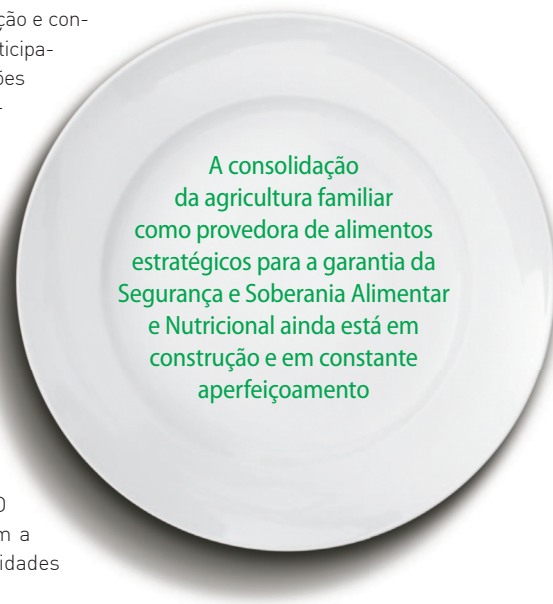 ção e con-
ticipa-
ões
-
A consolidação
da agricultura familiar
como provedora de alimentos
estratégicos para a garantia da
Segurança e Soberania Alimentar
e Nutricional ainda está em
construção e em constante
aperfeiçoamento
O
m a
idades